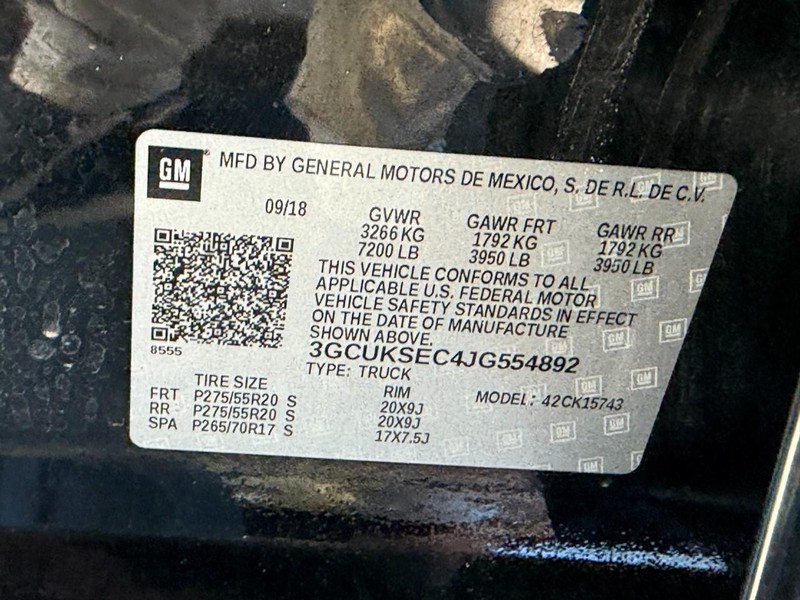 GM MFD BY GENERAL MOTORS DE MEXICO, S. DE R.L. DE C.V.
09/18 GVWR GAWR FRT GAWR RR
3266 KG 1792 KG 1792 KG
7200 LB 3950 LB 3950 LB
THIS VEHICLE CONFORMS TO ALL
APPLICABLE U.S. FEDERAL MOTOR
VEHICLE SAFETY STANDARDS IN EFFECT
ON THE DATE OF MANUFACTURE
SHOWN ABOVE.
8555
3GCUKSEC4JG554892
TYPE: TRUCK
TIRE SIZE RIM MODEL: 42CK15743
FRT P275/55R20 S 20X9J
RR P275/55R20 S 20X9J
SPA P265/70R17 S 17X7.5J